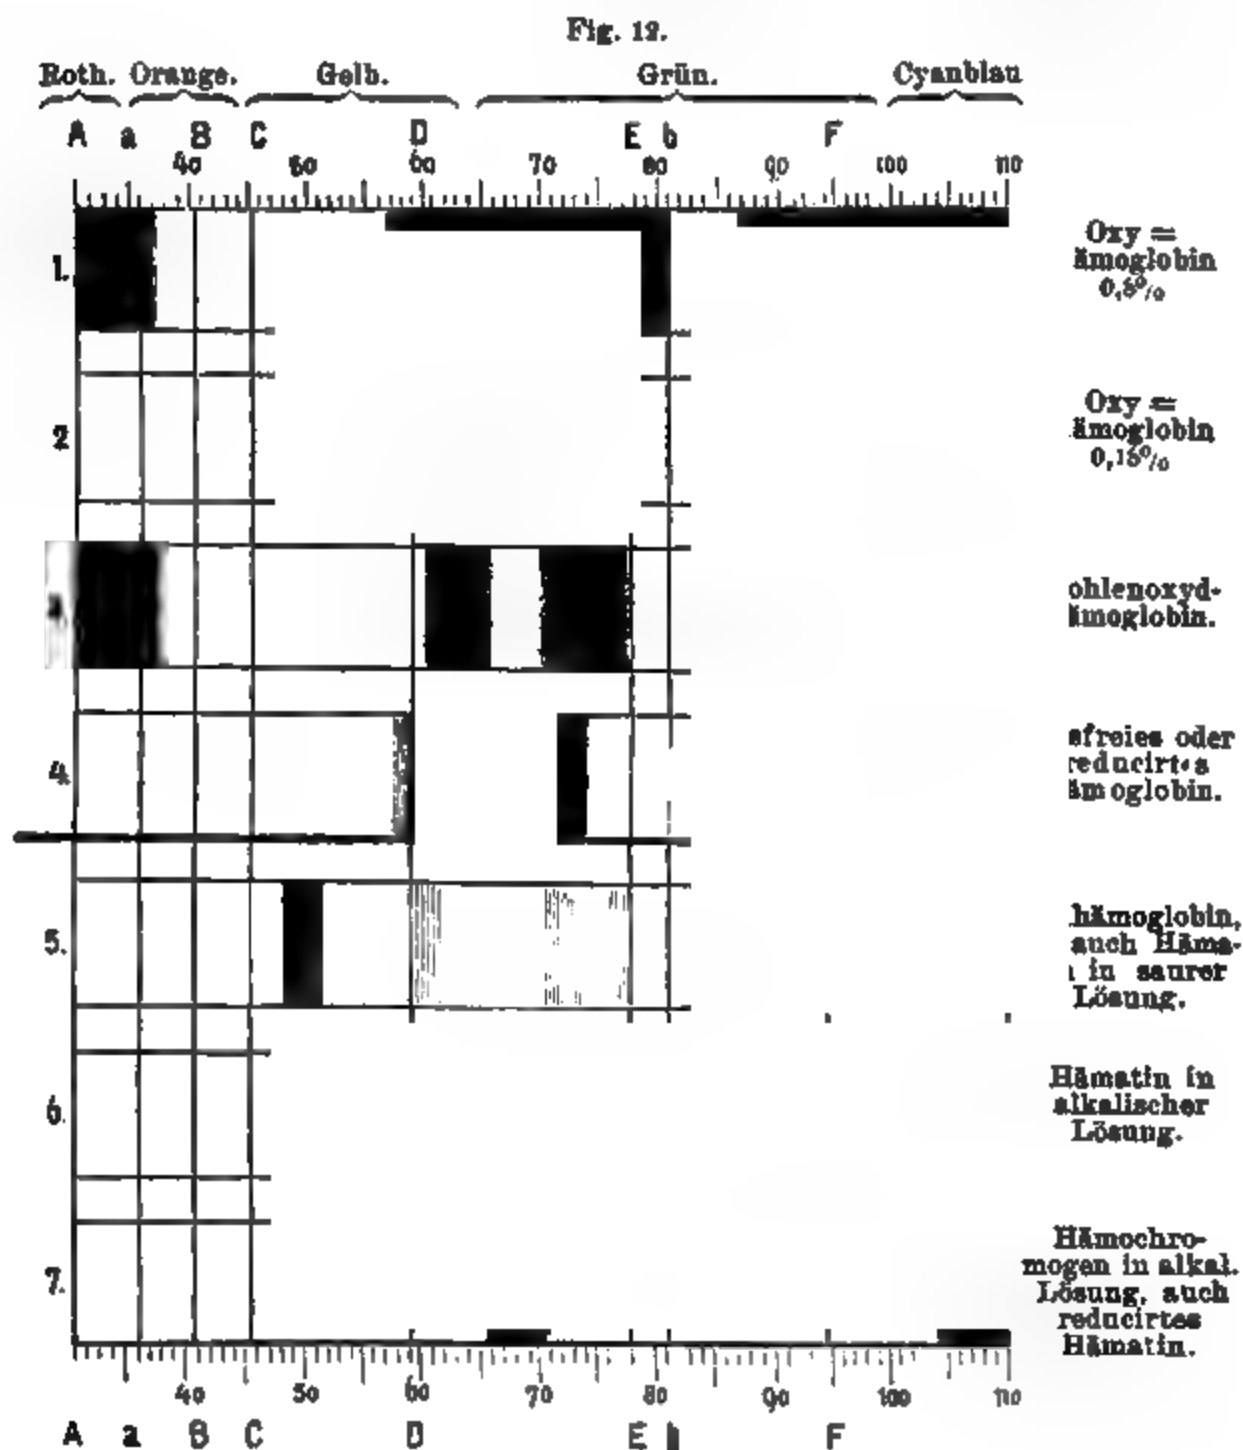 Fig. 12.
Roth. Orange. Gelb. Grün. Cyanblau
A a B C D E b F
40 50 60 70 80 90 100 110
1.
Oxy =
ämoglobin
0,8%
2
Oxy =
ämoglobin
0,18%
ohlenoxyd-
ämoglobin.
4
sfreies oder
reducirtes
ämoglobin.
5.
hämoglobin,
auch Häma-
in saurer
Lösung.
6.
Hämatin in
alkalischer
Lösung.
7.
Hämochro-
mogen in alkal.
Lösung, auch
reducirtes
Hämatin.
40 50 60 70 80 90 100 110
A a B C D E b F